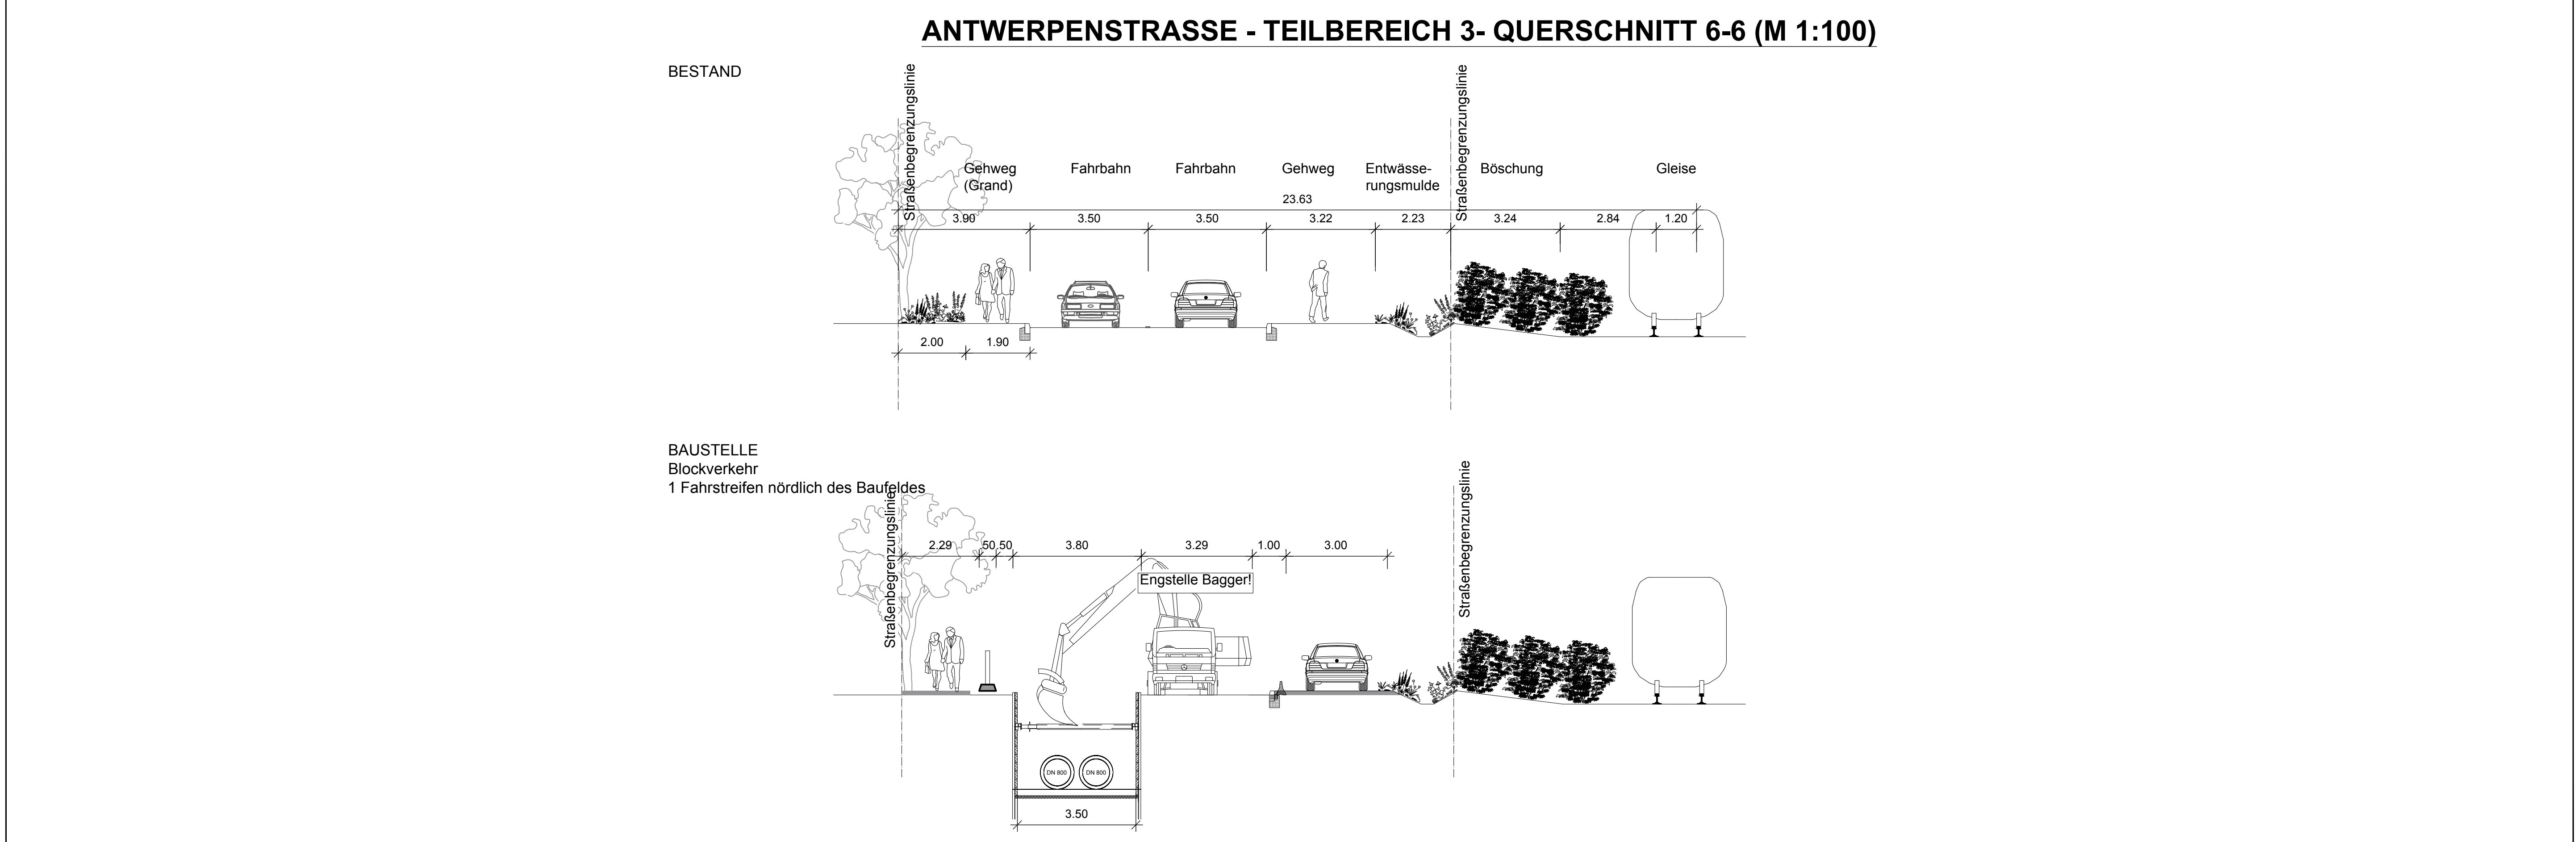 ANTWERPENSTRASSE - TEILBEREICH 3- QUERSCHNITT 6-6 (M 1:100)
BESTAND
Straßenbegrenzungslinie
Straßenbegrenzungslinie
Gehweg
(Grand)
Fahrbahn
Fahrbahn
Gehweg
Entwässe-
rungsmulde
Böschung
Gleise
23.63
3.90
3.50
3.50
3.22
2.23
3.24
2.84
1.20
2.00
1.90
BAUSTELLE
Blockverkehr
1 Fahrstreifen nördlich des Baufeldes
Straßenbegrenzungslinie
Straßenbegrenzungslinie
2.29
.50
.50
3.80
3.29
1.00
3.00
Engstelle Bagger!
DN 800
DN 800
3.50